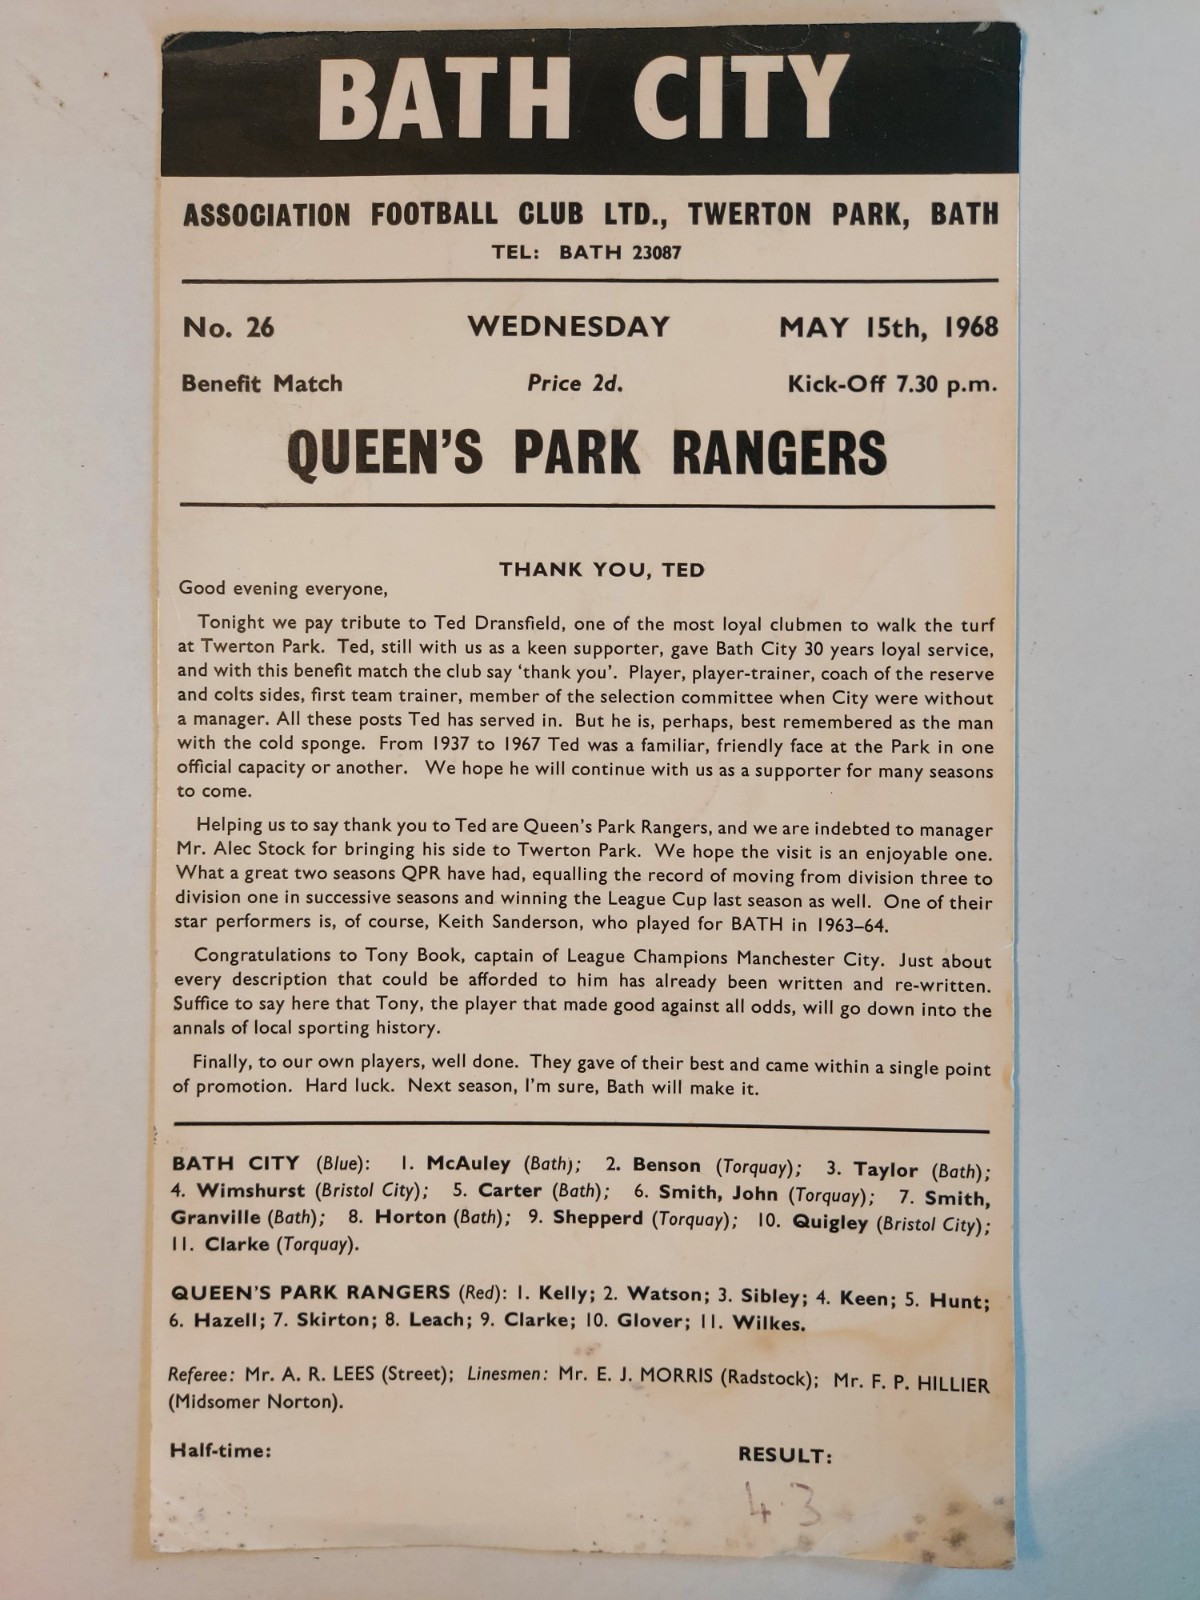 BATH CITY
ASSOCIATION FOOTBALL CLUB LTD., TWERTON PARK, BATH
TEL: BATH 23087
No. 26 WEDNESDAY MAY 15th, 1968
Benefit Match Price 2d. Kick-Off 7.30 p.m.
QUEEN'S PARK RANGERS
THANK YOU, TED
Good evening everyone,
Tonight we pay tribute to Ted Dransfield, one of the most loyal clubmen to walk the turf
at Twerton Park. Ted, still with us as a keen supporter, gave Bath City 30 years loyal service,
and with this benefit match the club say 'thank you'. Player, player-trainer, coach of the reserve
and colts sides, first team trainer, member of the selection committee when City were without
a manager. All these posts Ted has served in. But he is, perhaps, best remembered as the man
with the cold sponge. From 1937 to 1967 Ted was a familiar, friendly face at the Park in one
official capacity or another. We hope he will continue with us as a supporter for many seasons
to come.
Helping us to say thank you to Ted are Queen's Park Rangers, and we are indebted to manager
Mr. Alec Stock for bringing his side to Twerton Park. We hope the visit is an enjoyable one.
What a great two seasons QPR have had, equalling the record of moving from division three to
division one in successive seasons and winning the League Cup last season as well. One of their
star performers is, of course, Keith Sanderson, who played for BATH in 1963–64.
Congratulations to Tony Book, captain of League Champions Manchester City. Just about
every description that could be afforded to him has already been written and re-written.
Suffice to say here that Tony, the player that made good against all odds, will go down into the
annals of local sporting history.
Finally, to our own players, well done. They gave of their best and came within a single point
of promotion. Hard luck. Next season, I'm sure, Bath will make it.
BATH CITY (Blue): 1. McAuley (Bath); 2. Benson (Torquay); 3. Taylor (Bath);
4. Wimshurst (Bristol City); 5. Carter (Bath); 6. Smith, John (Torquay); 7. Smith,
Granville (Bath); 8. Horton (Bath); 9. Shepperd (Torquay); 10. Quigley (Bristol City);
11. Clarke (Torquay).
QUEEN'S PARK RANGERS (Red): 1. Kelly; 2. Watson; 3. Sibley; 4. Keen; 5. Hunt;
6. Hazell; 7. Skirton; 8. Leach; 9. Clarke; 10. Glover; 11. Wilkes.
Referee: Mr. A. R. LEES (Street); Linesmen: Mr. E. J. MORRIS (Radstock); Mr. F. P. HILLIER
(Midsomer Norton).
Half-time: RESULT:
4 3